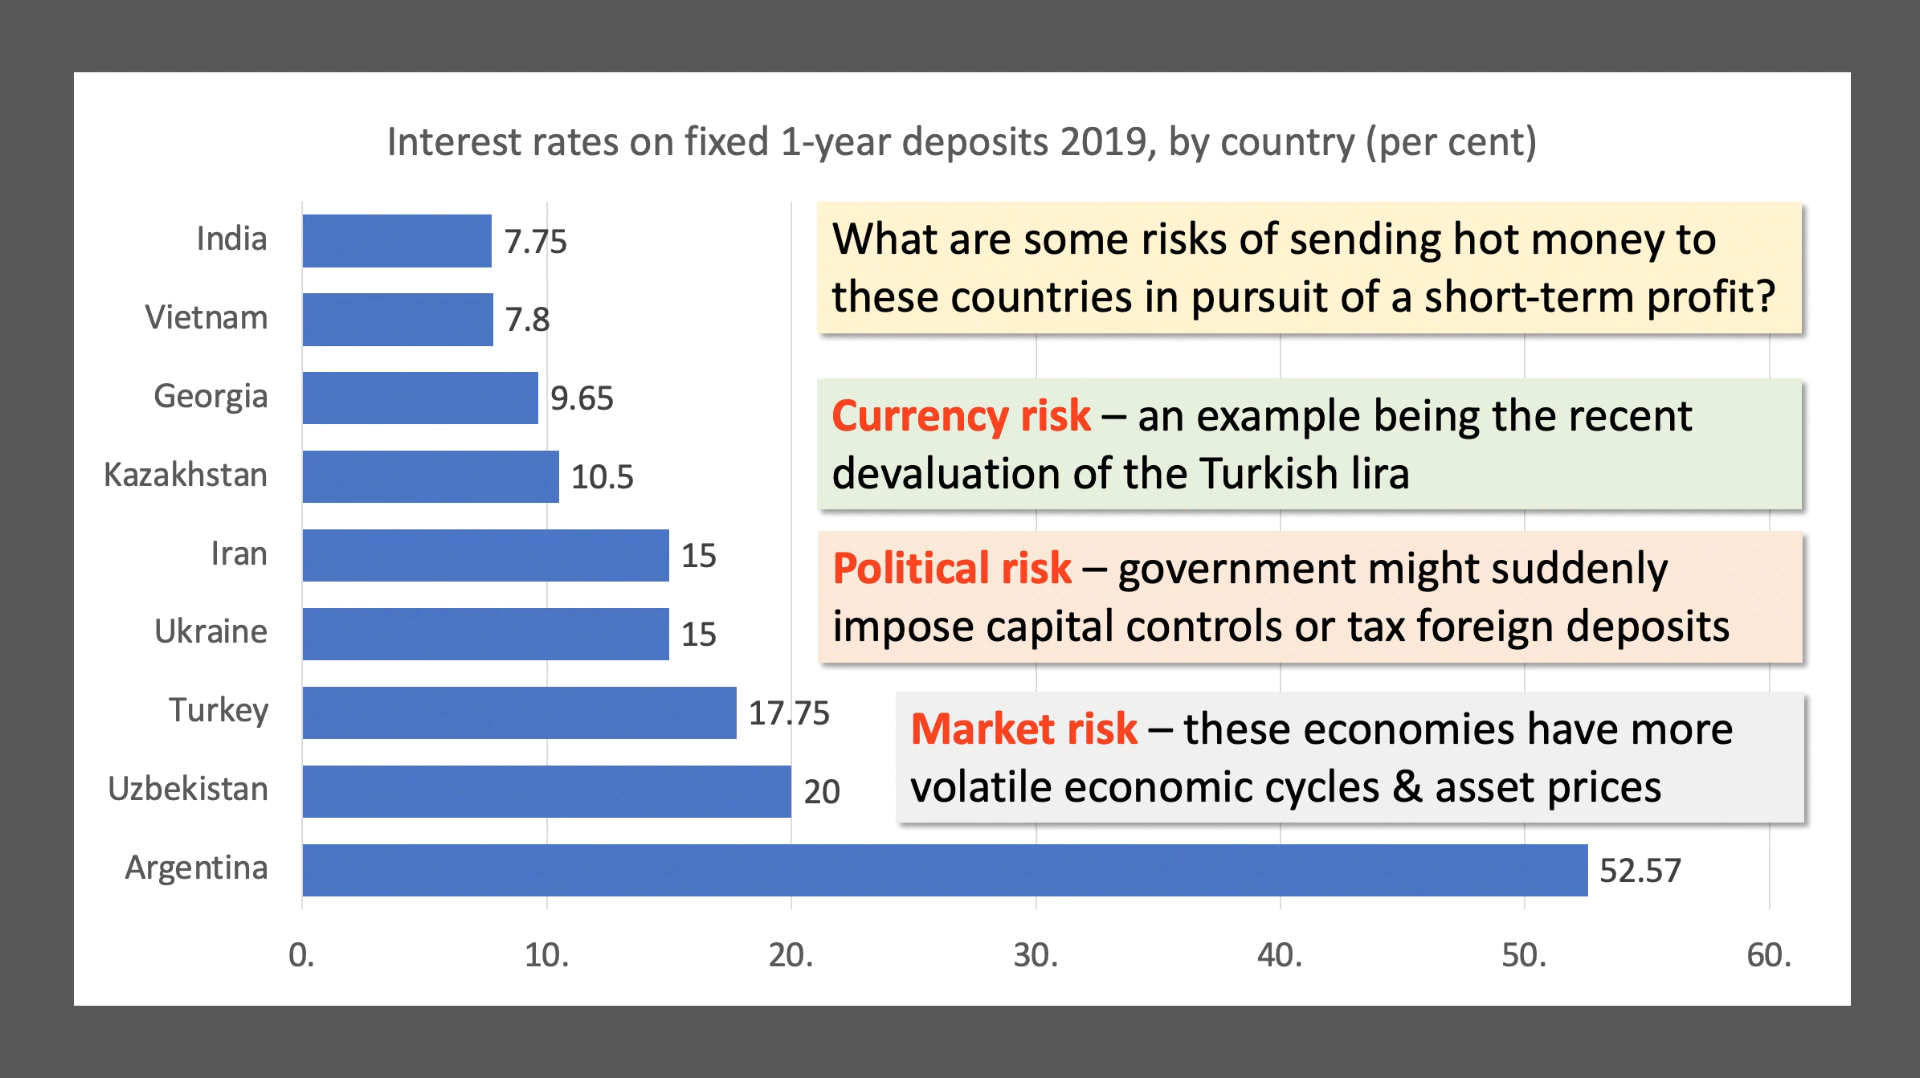 Interest rates on fixed 1-year deposits 2019, by country (per cent)
India 7.75
Vietnam 7.8
Georgia 9.65
Kazakhstan 10.5
Iran 15
Ukraine 15
Turkey 17.75
Uzbekistan 20
Argentina 52.57
0. 10. 20. 30. 40. 50. 60.
What are some risks of sending hot money to
these countries in pursuit of a short-term profit?
Currency risk – an example being the recent
devaluation of the Turkish lira
Political risk – government might suddenly
impose capital controls or tax foreign deposits
Market risk – these economies have more
volatile economic cycles & asset prices